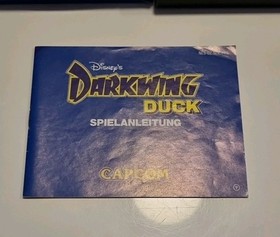 Disney's
DARKWING
DUCK
SPIELANLEITUNG
CAPCOM